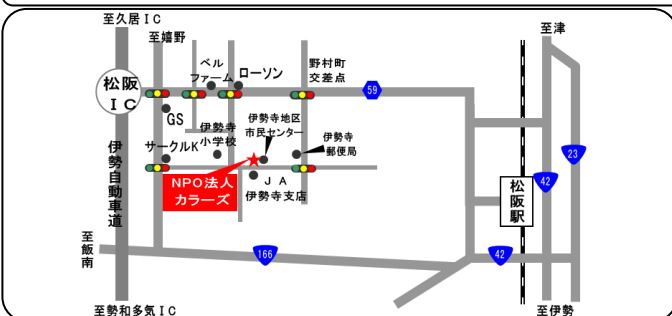 至久居IC
至嬉野
至津
ベル
ファーム
ローソン
野村町
交差点
松阪
IC
59
GS
伊勢寺
小学校
伊勢寺地区
市民センター
伊勢寺
郵便局
サークルK
伊勢自動車道
NPO法人
カラーズ
JA
伊勢寺支店
松阪駅
42
23
至飯南
166
42
至勢和多気IC
至伊勢